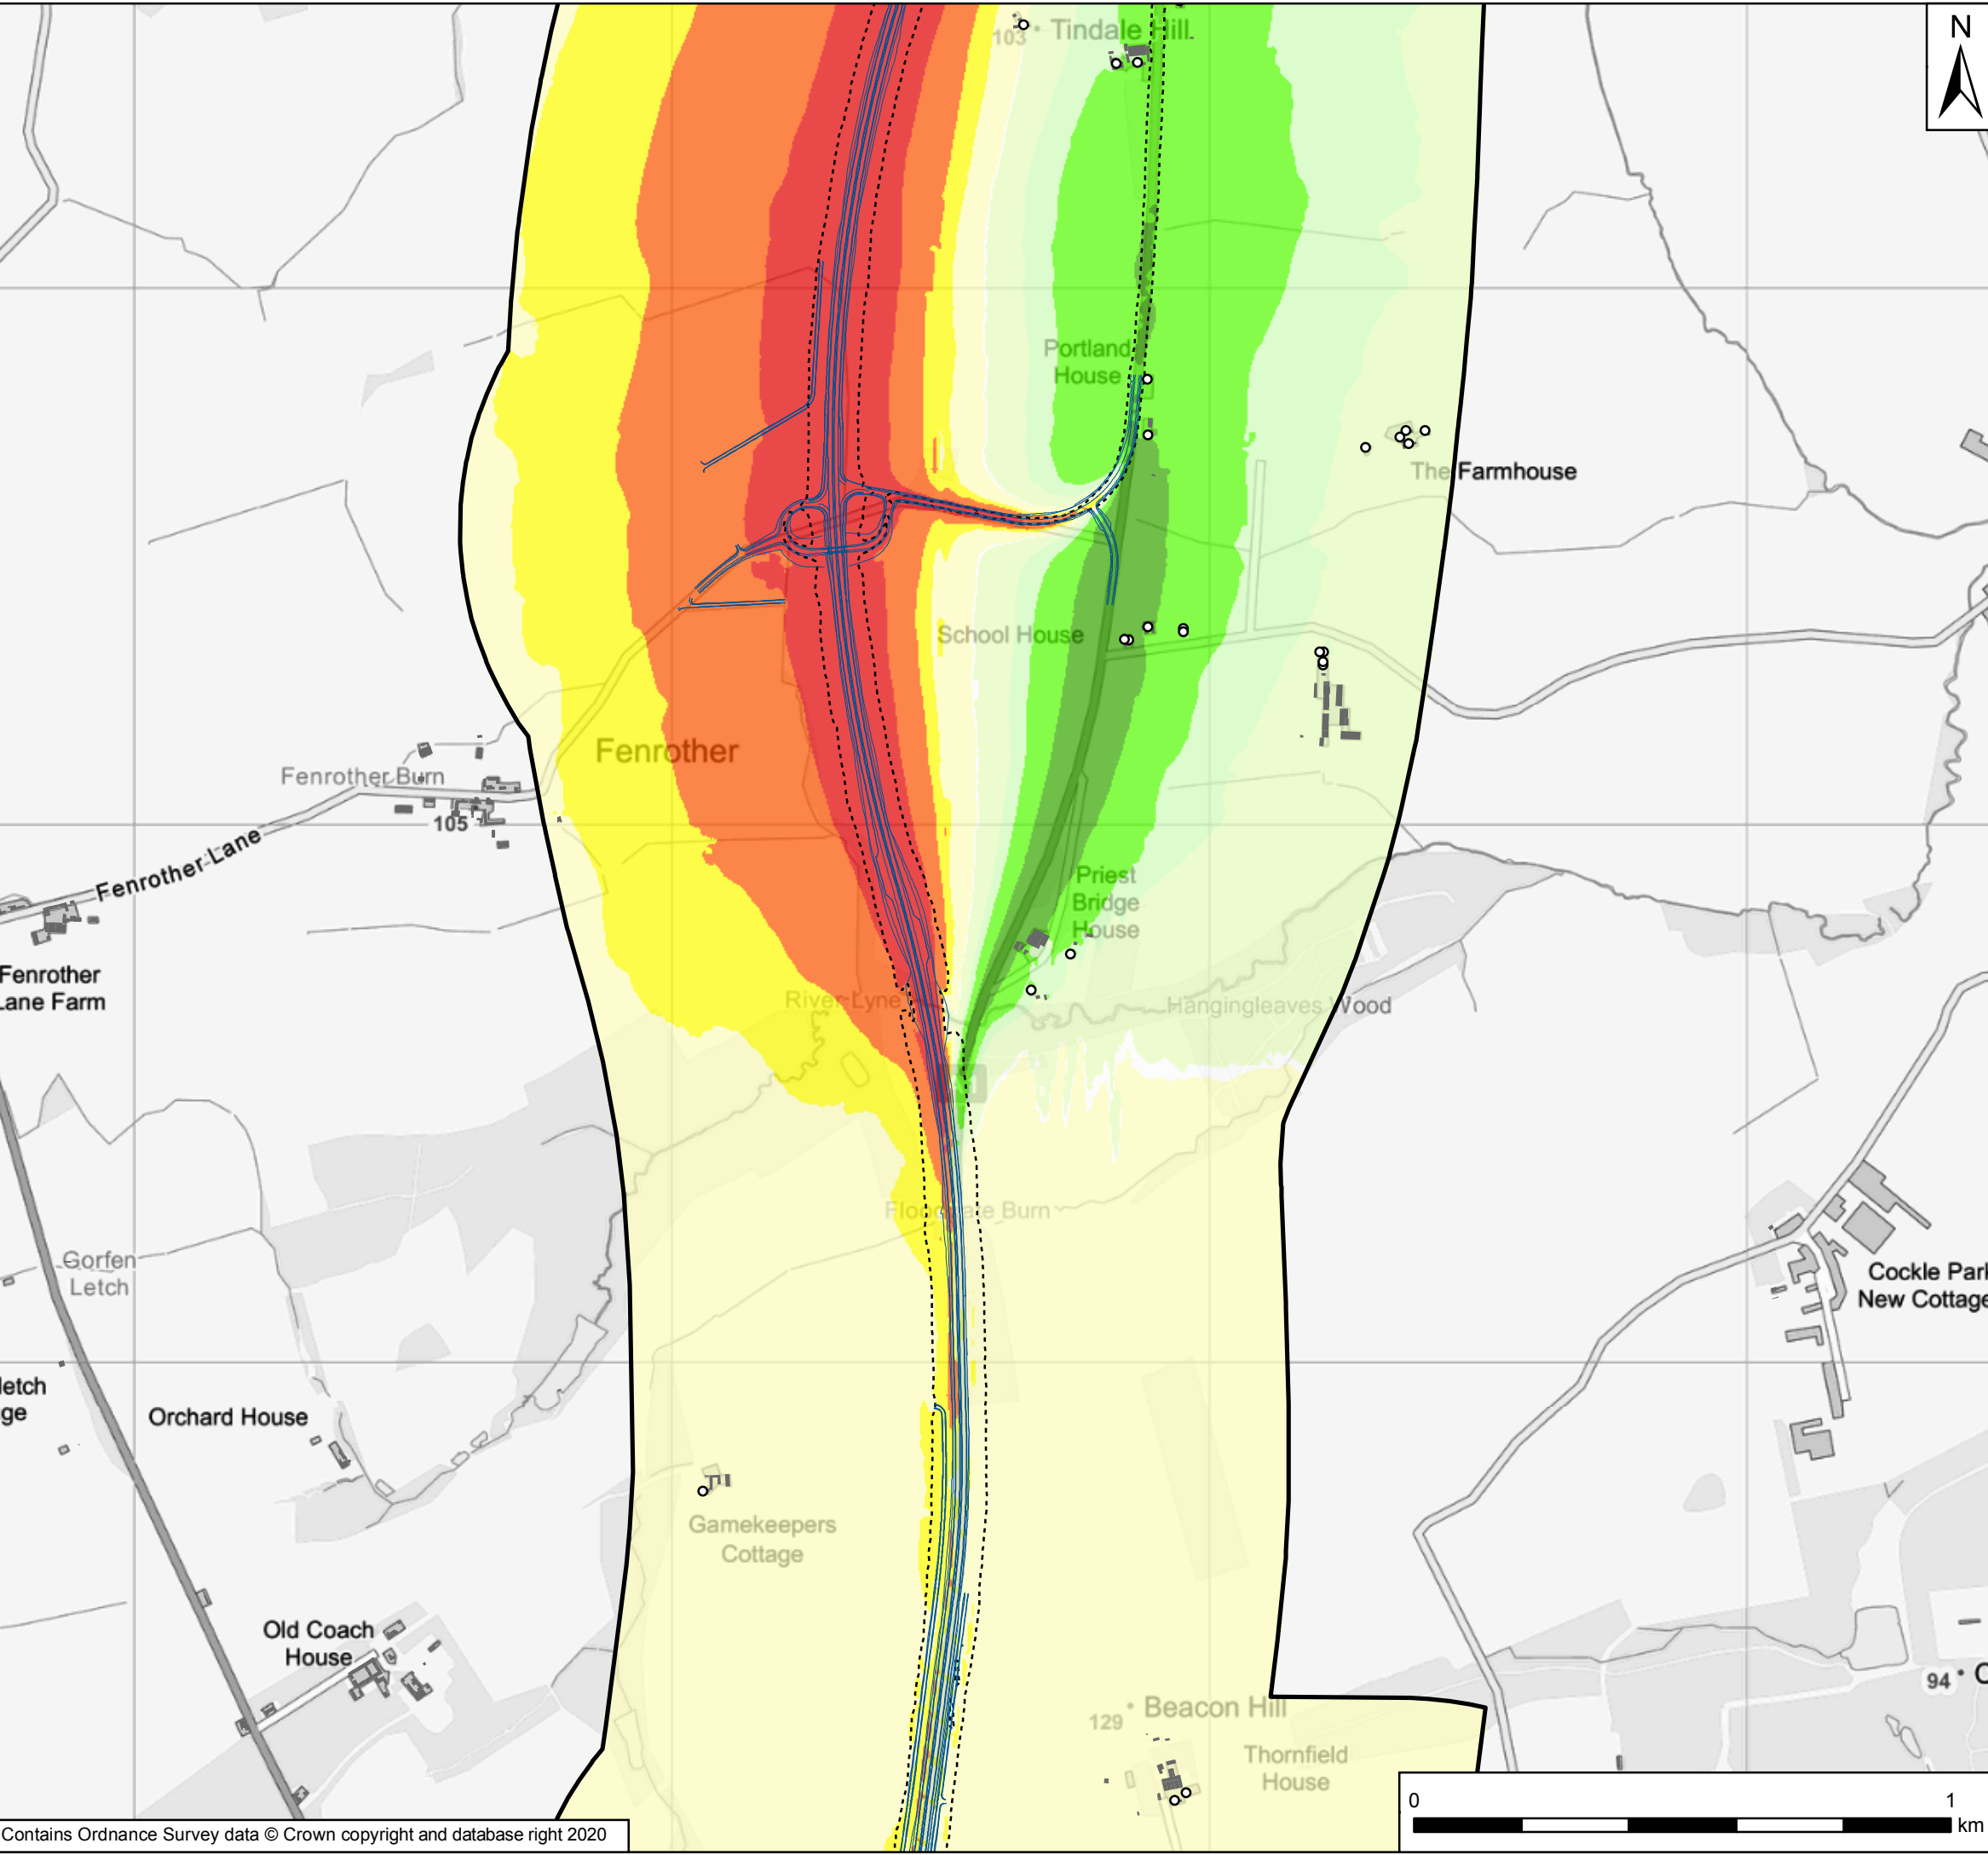 N
103
Tindale Hill
Portland
House
The Farmhouse
School House
Fenrother
Fenrother Burn
105
Fenrother Lane
Priest
Bridge
House
Fenrother
Lane Farm
River Lyne
Hangingleaves Wood
Floodgate Burn
Gorfen
Letch
Cockle Park
New Cottage
letch
ge
Orchard House
Gamekeepers
Cottage
Old Coach
House
94
129
Beacon Hill
Thornfield
House
0
1
km
Contains Ordnance Survey data © Crown copyright and database right 2020